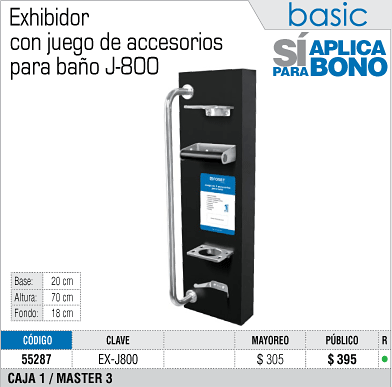 Exhibidor
con juego de accesorios
para baño J-800
basic
SÍ APLICA
PARA BONO
Base: 20 cm
Altura: 70 cm
Fondo: 18 cm
CÓDIGO CLAVE MAYOREO PÚBLICO R
55287 EX-J800 $ 305 $ 395
CAJA 1 / MASTER 3